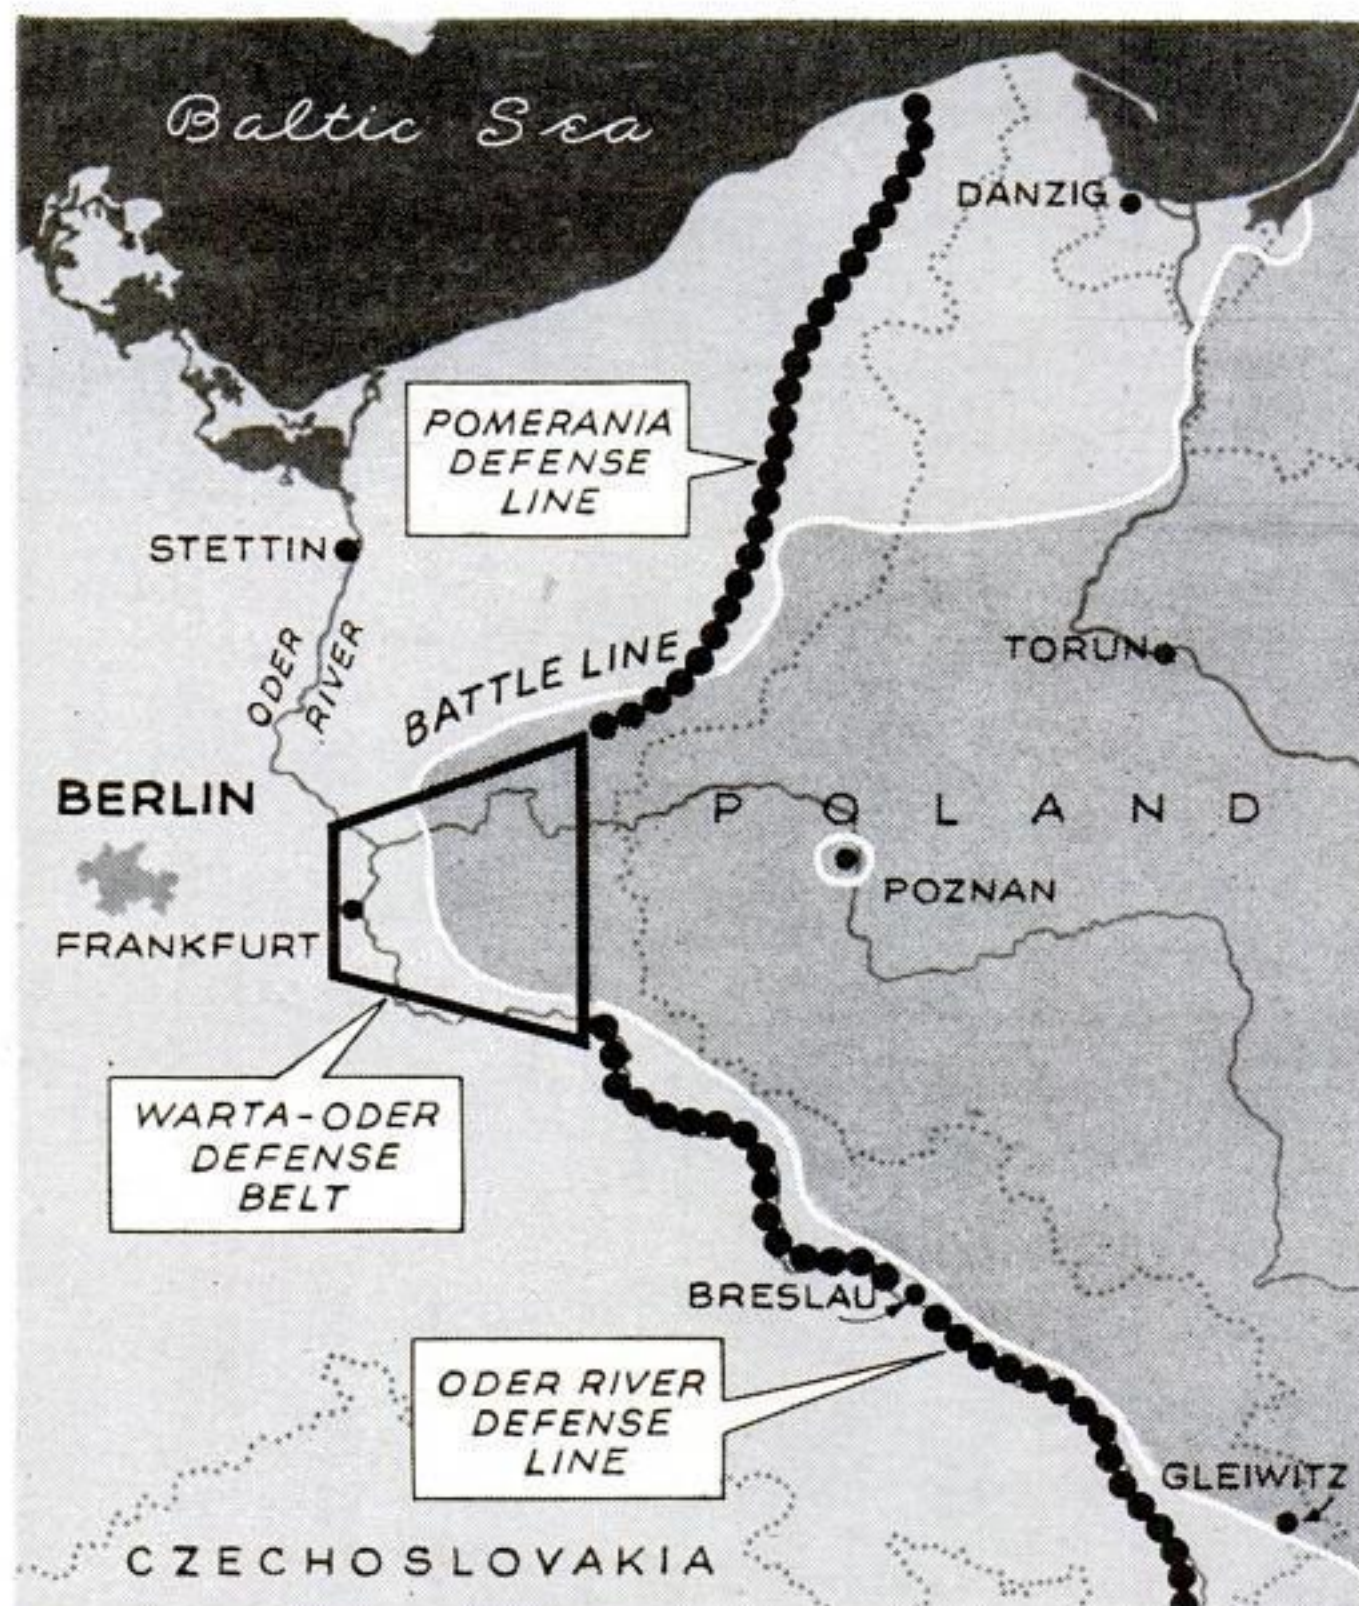 Baltic Sea
DANZIG
POMERANIA
DEFENSE
LINE
STETTIN
ODER
RIVER
BATTLE LINE
TORUN
BERLIN
POLAND
POZNAN
FRANKFURT
WARTA-ODER
DEFENSE
BELT
BRESLAU
ODER RIVER
DEFENSE
LINE
GLEIWITZ
CZECHOSLOVAKIA